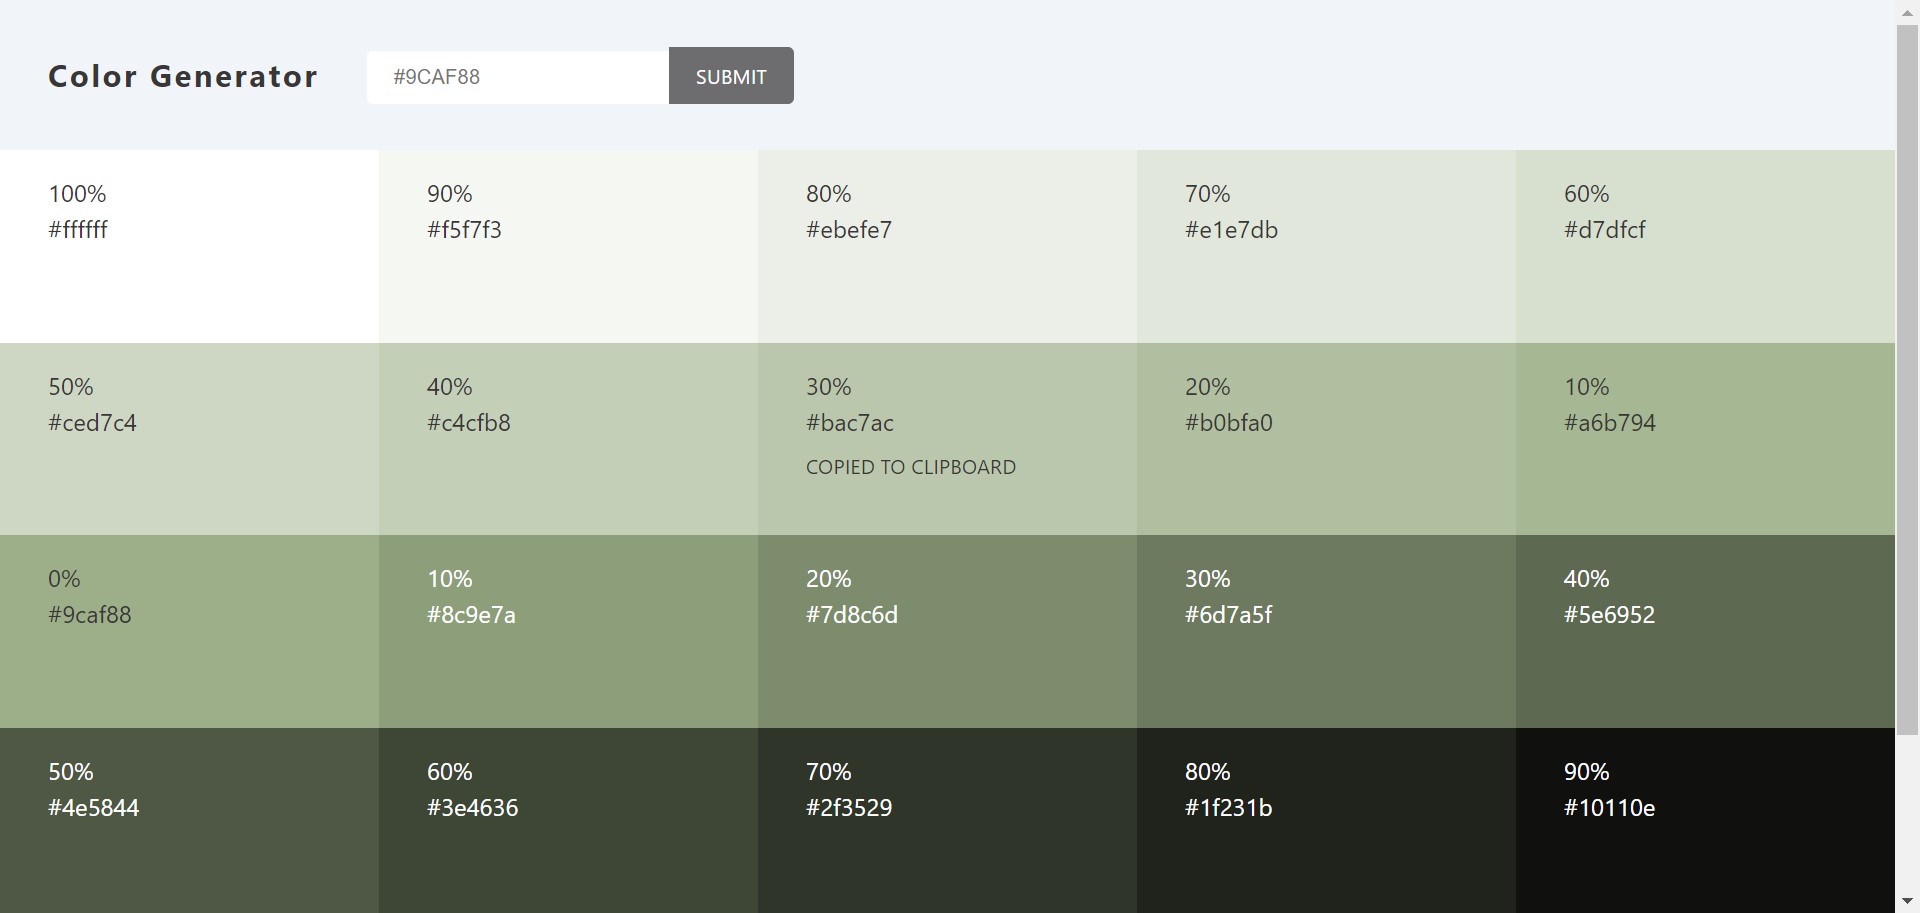 Color Generator
#9CAF88
SUBMIT
100%
#ffffff
90%
#f5f7f3
80%
#ebefe7
70%
#e1e7db
60%
#d7dfcf
50%
#ced7c4
40%
#c4cfb8
30%
#bac7ac
COPIED TO CLIPBOARD
20%
#b0bfa0
10%
#a6b794
0%
#9caf88
10%
#8c9e7a
20%
#7d8c6d
30%
#6d7a5f
40%
#5e6952
50%
#4e5844
60%
#3e4636
70%
#2f3529
80%
#1f231b
90%
#10110e